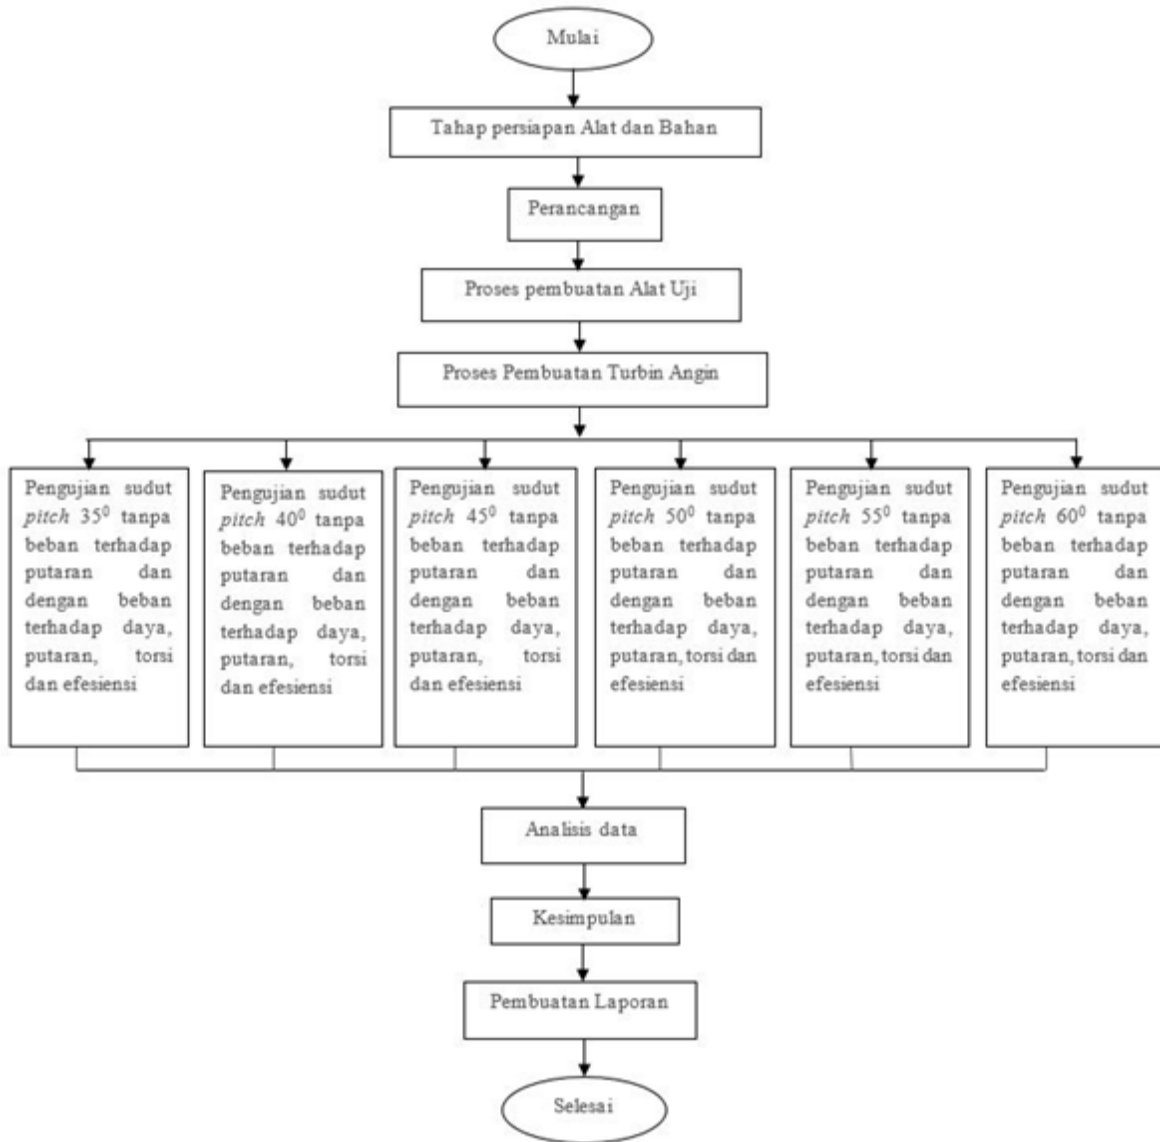 Mulai
Tahap persiapan Alat dan Bahan
Perancangan
Proses pembuatan Alat Uji
Proses Pembuatan Turbin Angin
Pengujian sudut
pitch 35⁰ tanpa
beban terhadap
putaran dan
dengan beban
terhadap daya,
putaran, torsi
dan efesiensi
Pengujian sudut
pitch 40⁰ tanpa
beban terhadap
putaran dan
dengan beban
terhadap daya,
putaran, torsi
dan efesiensi
Pengujian sudut
pitch 45⁰ tanpa
beban terhadap
putaran dan
dengan beban
terhadap daya,
putaran, torsi
dan efesiensi
Pengujian sudut
pitch 50⁰ tanpa
beban terhadap
putaran dan
dengan beban
terhadap daya,
putaran, torsi dan
efesiensi
Pengujian sudut
pitch 55⁰ tanpa
beban terhadap
putaran dan
dengan beban
terhadap daya,
putaran, torsi dan
efesiensi
Pengujian sudut
pitch 60⁰ tanpa
beban terhadap
putaran dan
dengan beban
terhadap daya,
putaran, torsi dan
efesiensi
Analisis data
Kesimpulan
Pembuatan Laporan
Selesai